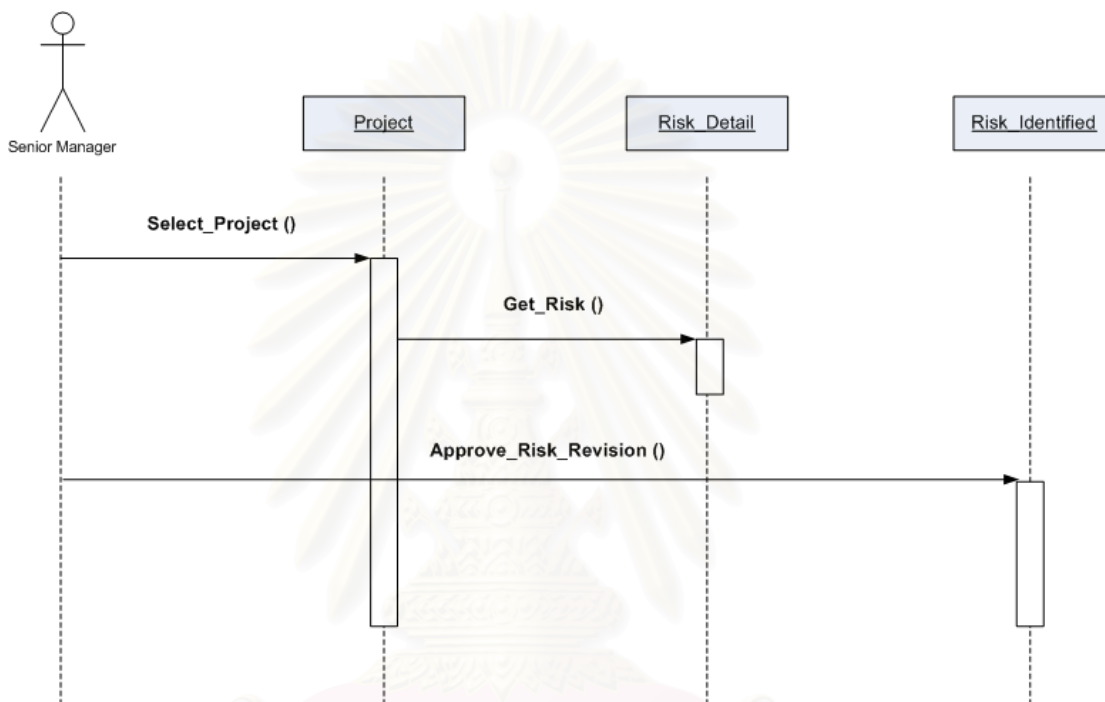 Senior Manager
Project
Risk_Detail
Risk_Identified
Select_Project ()
Get_Risk ()
Approve_Risk_Revision ()